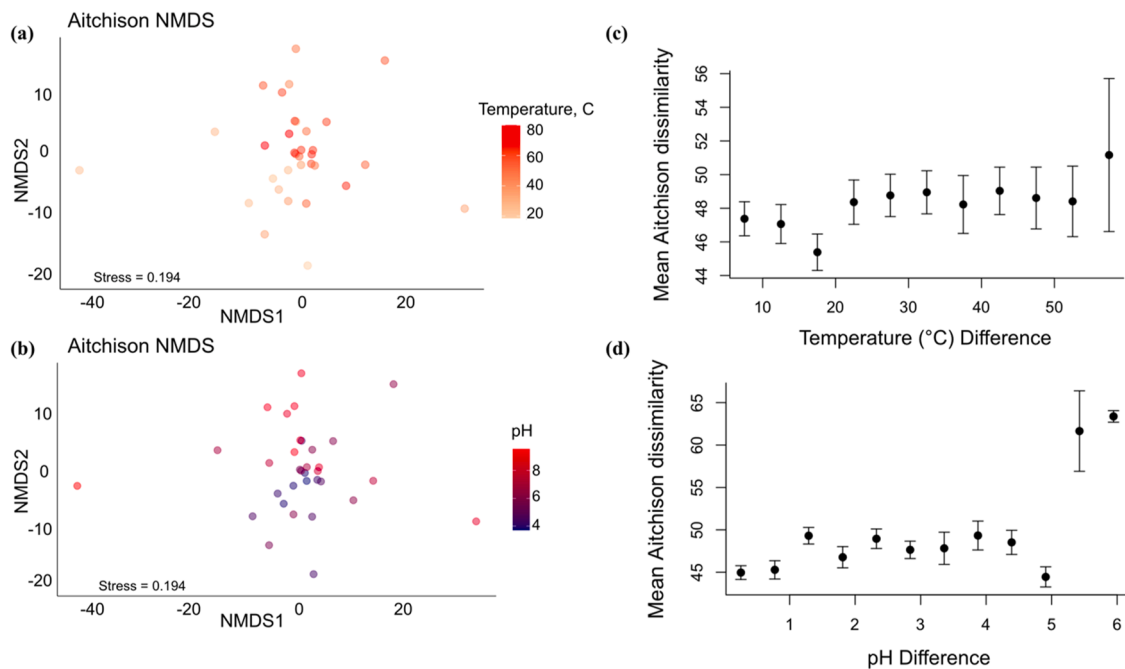 (a)
Aitchison NMDS
NMDS2
10
0
-10
-20
Stress = 0.194
-40
-20
0
20
NMDS1
Temperature, C
80
60
40
20
(c)
Mean Aitchison dissimilarity
56
54
52
50
48
46
44
10
20
30
40
50
Temperature (°C) Difference
(b)
Aitchison NMDS
NMDS2
10
0
-10
-20
Stress = 0.194
-40
-20
0
20
NMDS1
pH
8
6
4
(d)
Mean Aitchison dissimilarity
65
60
55
50
45
1
2
3
4
5
6
pH Difference